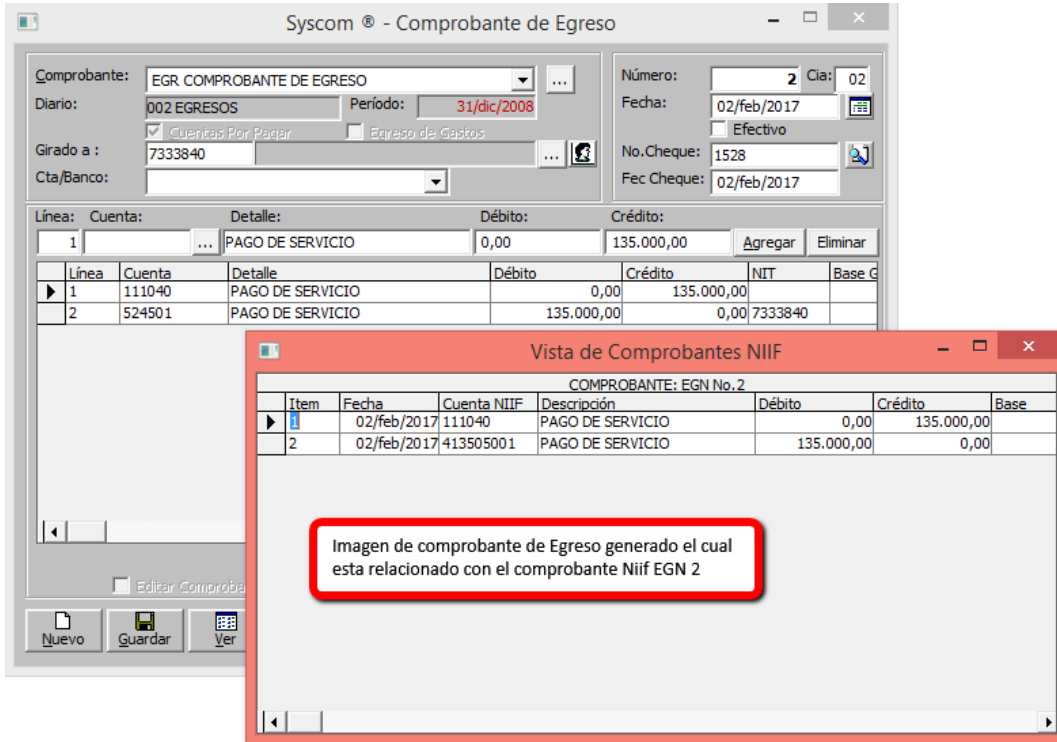 Syscom ® - Comprobante de Egreso
Comprobante: EGR COMPROBANTE DE EGRESO ...
Número: 2 Cia: 02
Diario: 002 EGRESOS Período: 31/dic/2008
Fecha: 02/feb/2017
Cuentas Por Pagar Egreso de Gastos
Efectivo
Girado a : 7333840 ...
No.Cheque: 1528
Cta/Banco:
Fec Cheque: 02/feb/2017
Línea: Cuenta: Detalle: Débito: Crédito:
1 ... PAGO DE SERVICIO 0,00 135.000,00 Agregar Eliminar
Línea Cuenta Detalle Débito Crédito NIT Base G
1 111040 PAGO DE SERVICIO 0,00 135.000,00
2 524501 PAGO DE SERVICIO 135.000,00 0,00 7333840
Editar Comproba
Nuevo Guardar Ver
Vista de Comprobantes NIIF
COMPROBANTE: EGN No.2
Item Fecha Cuenta NIIF Descripción Débito Crédito Base
1 02/feb/2017 111040 PAGO DE SERVICIO 0,00 135.000,00
2 02/feb/2017 413505001 PAGO DE SERVICIO 135.000,00 0,00
Imagen de comprobante de Egreso generado el cual
esta relacionado con el comprobante Niif EGN 2